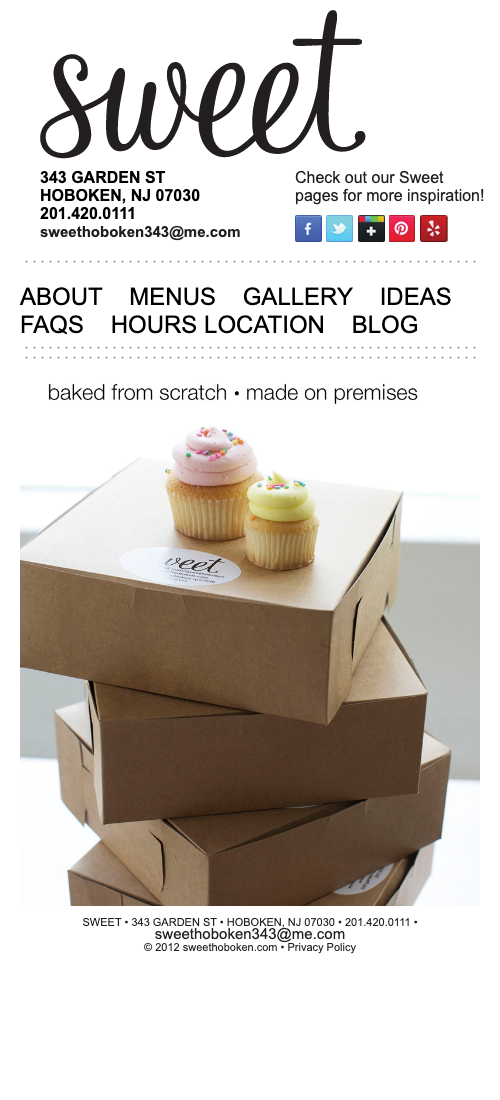 sweet
343 GARDEN ST
HOBOKEN, NJ 07030
201.420.0111
sweethoboken343@me.com
Check out our Sweet
pages for more inspiration!
ABOUT MENUS GALLERY IDEAS
FAQS HOURS LOCATION BLOG
baked from scratch • made on premises
SWEET • 343 GARDEN ST • HOBOKEN, NJ 07030 • 201.420.0111 •
sweethoboken343@me.com
© 2012 sweethoboken.com • Privacy Policy